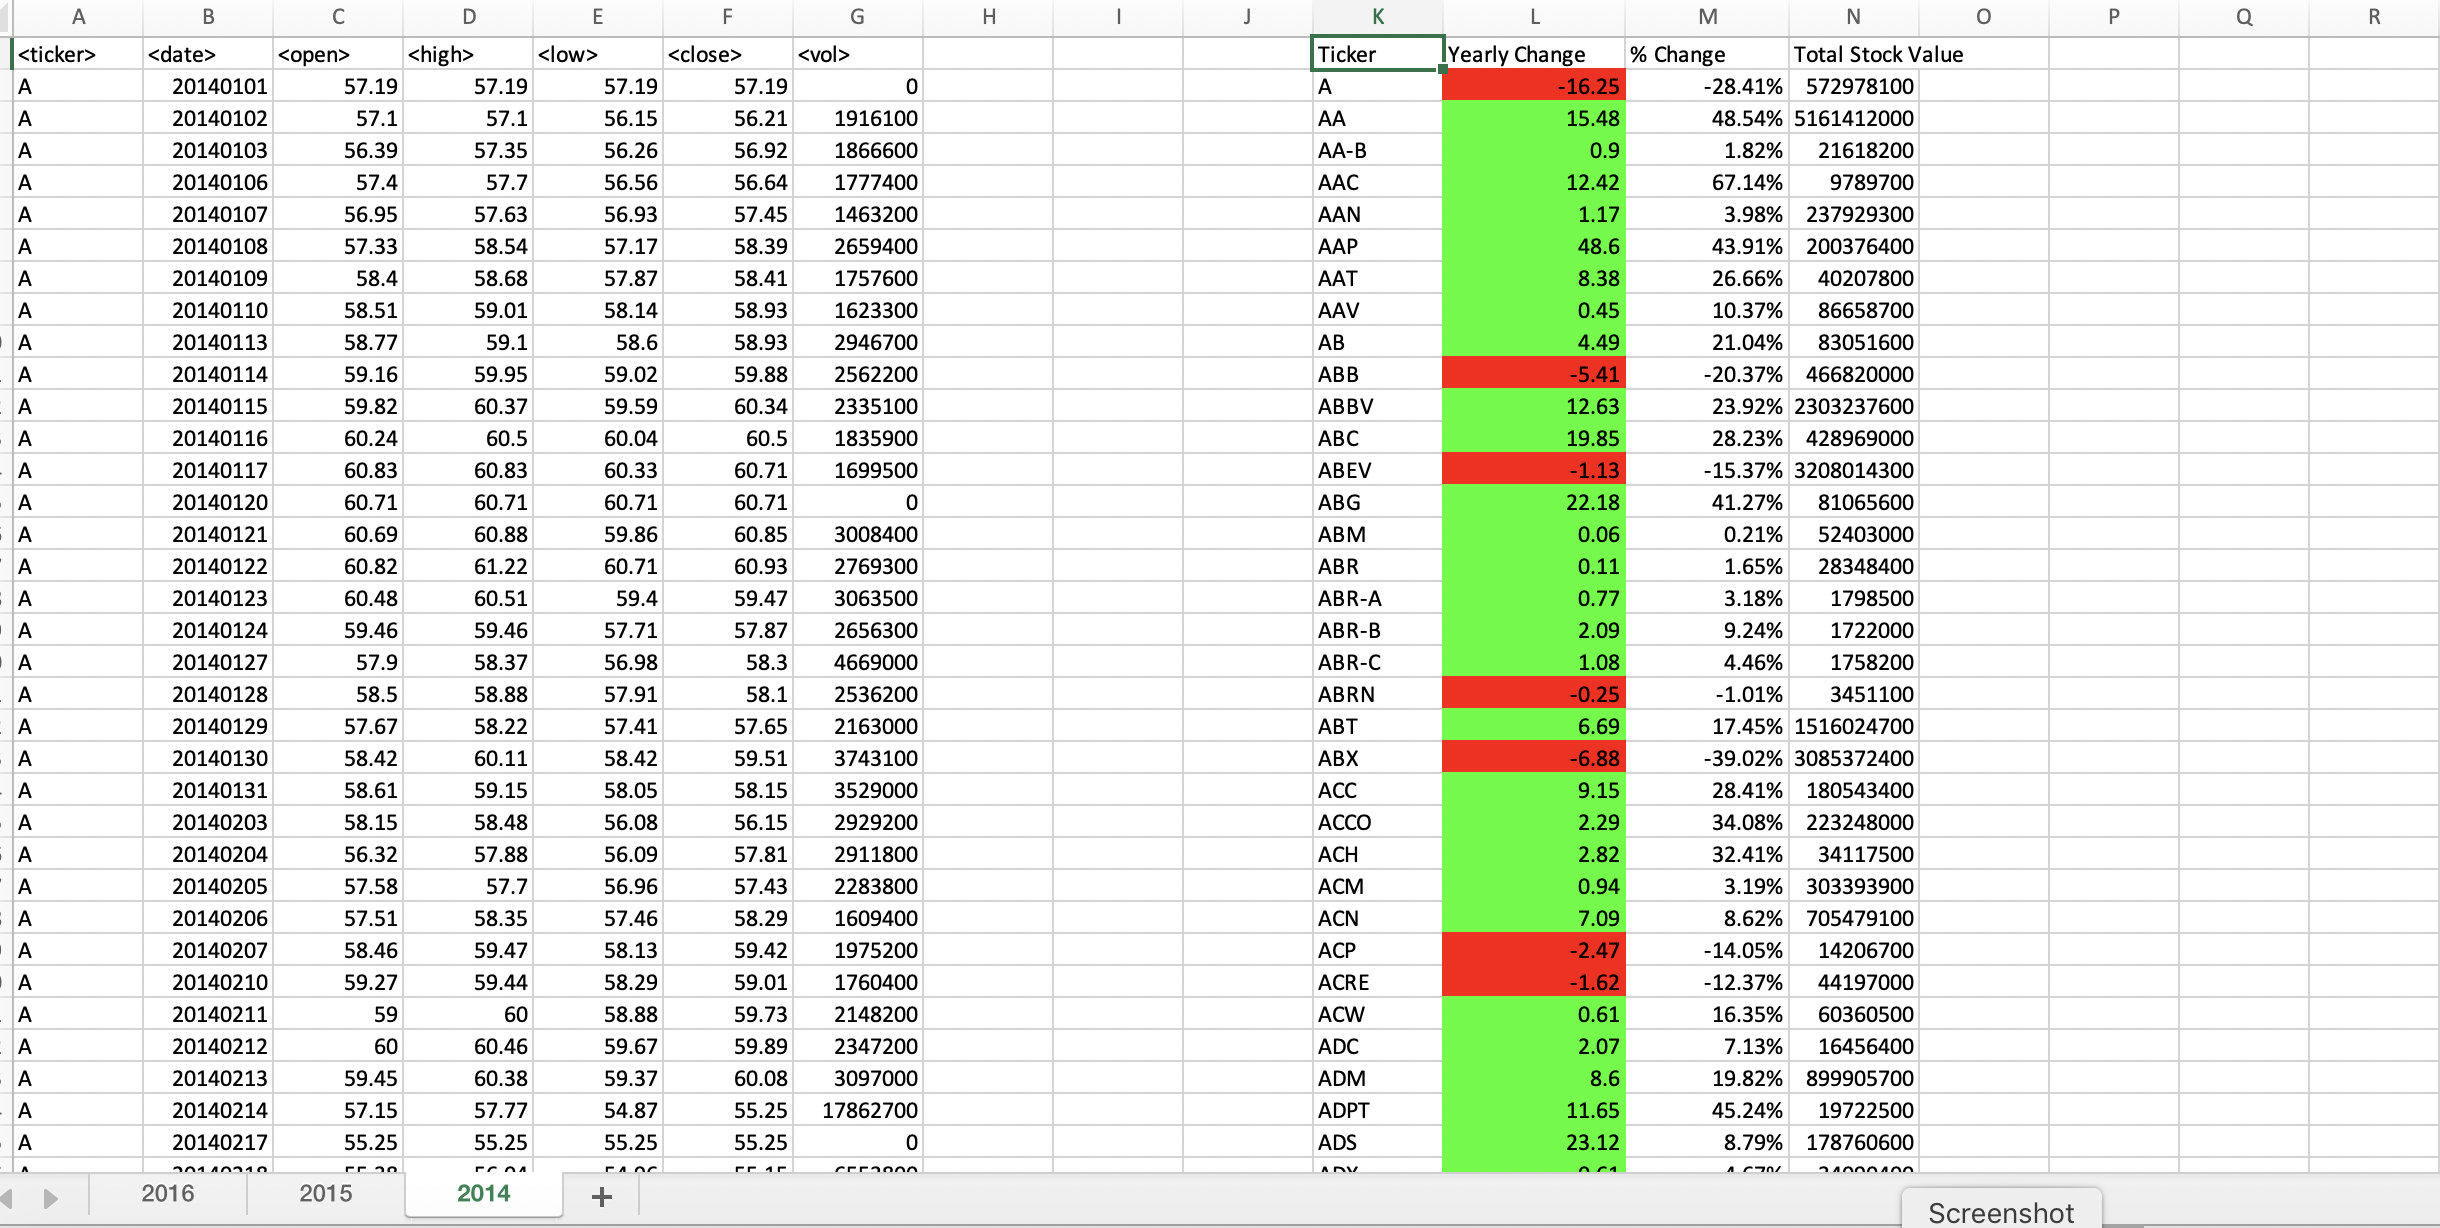 A B C D E F G H I J K L M N O P Q R
<ticker> <date> <open> <high> <low> <close> <vol> Ticker Yearly Change % Change Total Stock Value
A 20140101 57.19 57.19 57.19 57.19 0 A -16.25 -28.41% 572978100
A 20140102 57.1 57.1 56.15 56.21 1916100 AA 15.48 48.54% 5161412000
A 20140103 56.39 57.35 56.26 56.92 1866600 AA-B 0.9 1.82% 21618200
A 20140106 57.4 57.7 56.56 56.64 1777400 AAC 12.42 67.14% 9789700
A 20140107 56.95 57.63 56.93 57.45 1463200 AAN 1.17 3.98% 237929300
A 20140108 57.33 58.54 57.17 58.39 2659400 AAP 48.6 43.91% 200376400
A 20140109 58.4 58.68 57.87 58.41 1757600 AAT 8.38 26.66% 40207800
A 20140110 58.51 59.01 58.14 58.93 1623300 AAV 0.45 10.37% 86658700
A 20140113 58.77 59.1 58.6 58.93 2946700 AB 4.49 21.04% 83051600
A 20140114 59.16 59.95 59.02 59.88 2562200 ABB -5.41 -20.37% 466820000
A 20140115 59.82 60.37 59.59 60.34 2335100 ABBV 12.63 23.92% 2303237600
A 20140116 60.24 60.5 60.04 60.5 1835900 ABC 19.85 28.23% 428969000
A 20140117 60.83 60.83 60.33 60.71 1699500 ABEV -1.13 -15.37% 3208014300
A 20140120 60.71 60.71 60.71 60.71 0 ABG 22.18 41.27% 81065600
A 20140121 60.69 60.88 59.86 60.85 3008400 ABM 0.06 0.21% 52403000
A 20140122 60.82 61.22 60.71 60.93 2769300 ABR 0.11 1.65% 28348400
A 20140123 60.48 60.51 59.4 59.47 3063500 ABR-A 0.77 3.18% 1798500
A 20140124 59.46 59.46 57.71 57.87 2656300 ABR-B 2.09 9.24% 1722000
A 20140127 57.9 58.37 56.98 58.3 4669000 ABR-C 1.08 4.46% 1758200
A 20140128 58.5 58.88 57.91 58.1 2536200 ABRN -0.25 -1.01% 3451100
A 20140129 57.67 58.22 57.41 57.65 2163000 ABT 6.69 17.45% 1516024700
A 20140130 58.42 60.11 58.42 59.51 3743100 ABX -6.88 -39.02% 3085372400
A 20140131 58.61 59.15 58.05 58.15 3529000 ACC 9.15 28.41% 180543400
A 20140203 58.15 58.48 56.08 56.15 2929200 ACCO 2.29 34.08% 223248000
A 20140204 56.32 57.88 56.09 57.81 2911800 ACH 2.82 32.41% 34117500
A 20140205 57.58 57.7 56.96 57.43 2283800 ACM 0.94 3.19% 303393900
A 20140206 57.51 58.35 57.46 58.29 1609400 ACN 7.09 8.62% 705479100
A 20140207 58.46 59.47 58.13 59.42 1975200 ACP -2.47 -14.05% 14206700
A 20140210 59.27 59.44 58.29 59.01 1760400 ACRE -1.62 -12.37% 44197000
A 20140211 59 60 58.88 59.73 2148200 ACW 0.61 16.35% 60360500
A 20140212 60 60.46 59.67 59.89 2347200 ADC 2.07 7.13% 16456400
A 20140213 59.45 60.38 59.37 60.08 3097000 ADM 8.6 19.82% 899905700
A 20140214 57.15 57.77 54.87 55.25 17862700 ADPT 11.65 45.24% 19722500
A 20140217 55.25 55.25 55.25 55.25 0 ADS 23.12 8.79% 178760600
2016 2015 2014 +
Screenshot